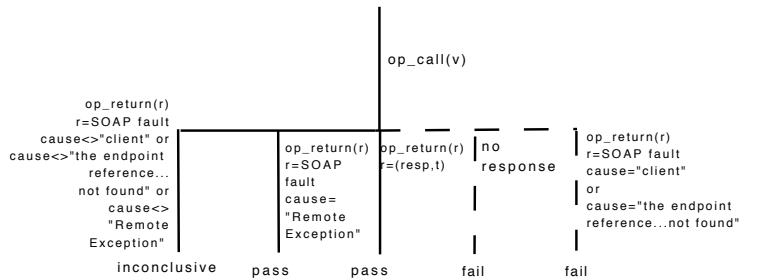 op_call(v)
op_return(r)
r=SOAP fault
cause<>"client" or
cause<>"the endpoint
reference...
not found" or
cause<>
"Remote
Exception"
op_return(r)
r=SOAP
fault
cause=
"Remote
Exception"
op_return(r)
r=(resp,t)
no
response
op_return(r)
r=SOAP fault
cause="client"
or
cause="the endpoint
reference...not found"
inconclusive
pass
pass
fail
fail